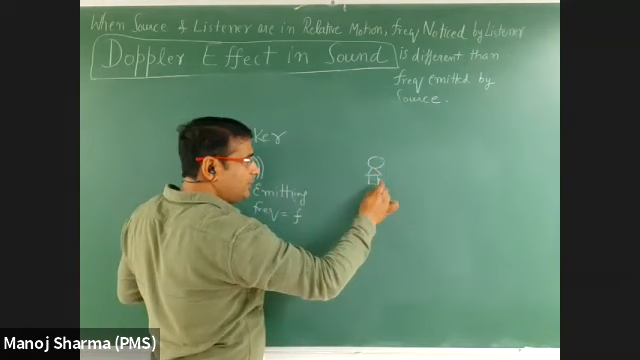 When Source & Listener are in Relative Motion, freq Noticed by Listener
Doppler Effect in Sound
is different than
freq emitted by
Source.
ker
Emitting
freq = f
Manoj Sharma (PMS)